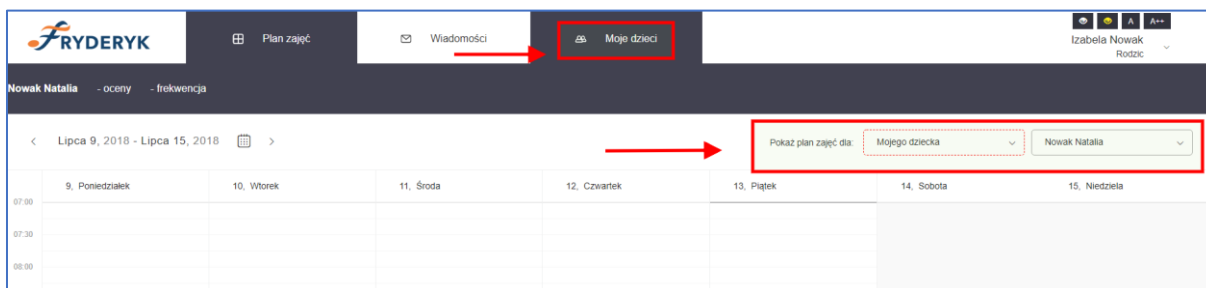 A A++
FRYDERYK Plan zajęć Wiadomości Moje dzieci Izabela Nowak
Rodzic
Nowak Natalia - oceny - frekwencja
Lipca 9, 2018 - Lipca 15, 2018 Pokaż plan zajęć dla: Mojego dziecka Nowak Natalia
9, Poniedziałek 10, Wtorek 11, Środa 12, Czwartek 13, Piątek 14, Sobota 15, Niedziela
07:00
07:30
08:00